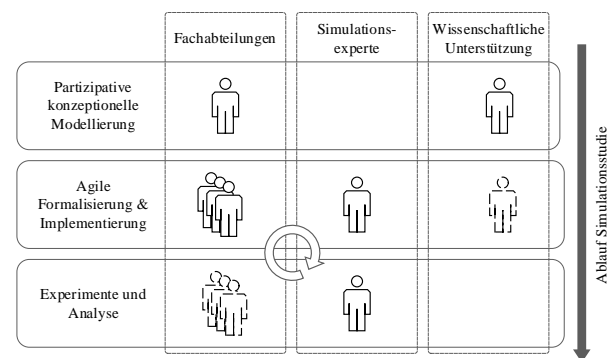 Fachabteilungen
Simulations-
experte
Wissenschaftliche
Unterstützung
Partizipative
konzeptionelle
Modellierung
Agile
Formalisierung &
Implementierung
Experimente und
Analyse
Ablauf Simulationsstudie